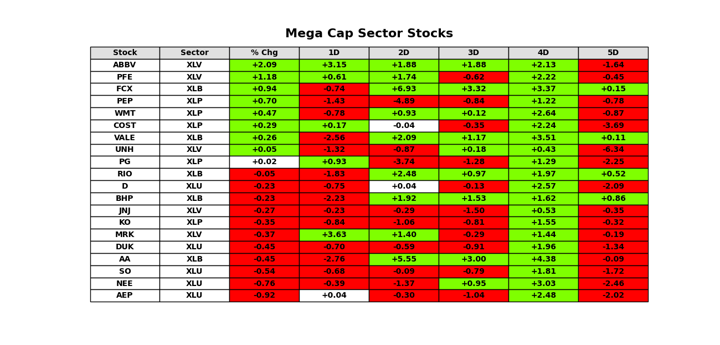 Mega Cap Sector Stocks
Stock Sector % Chg 1D 2D 3D 4D 5D
ABBV XLV +2.09 +3.15 +1.88 +1.88 +2.13 -1.64
PFE XLV +1.18 +0.61 +1.74 -0.62 +2.22 -0.45
FCX XLB +0.94 -0.74 +6.93 +3.32 +3.37 +0.15
PEP XLP +0.70 -1.43 -4.89 -0.84 +1.22 -0.78
WMT XLP +0.47 -0.78 +0.93 +0.12 +2.64 -0.87
COST XLP +0.29 +0.17 -0.04 -0.35 +2.24 -3.69
VALE XLB +0.26 -2.56 +2.09 +1.17 +3.51 +0.11
UNH XLV +0.05 -1.32 -0.87 +0.18 +0.43 -6.34
PG XLP +0.02 +0.93 -3.74 -1.28 +1.29 -2.25
RIO XLB -0.05 -1.83 +2.48 +0.97 +1.97 +0.52
D XLU -0.23 -0.75 +0.04 -0.13 +2.57 -2.09
BHP XLB -0.23 -2.23 +1.92 +1.53 +1.62 +0.86
JNJ XLV -0.27 -0.23 -0.29 -1.50 +0.53 -0.35
KO XLP -0.35 -0.84 -1.06 -0.61 +1.55 -0.32
MRK XLV -0.37 +3.63 +1.40 -0.29 +1.44 -0.19
DUK XLU -0.45 -0.70 -0.59 -0.91 +1.96 -1.34
AA XLB -0.45 -2.76 +5.55 +3.00 +4.38 -0.09
SO XLU -0.54 -0.68 -0.09 -0.79 +1.81 -1.72
NEE XLU -0.76 -0.39 -1.37 +0.95 +3.03 -2.46
AEP XLU -0.92 +0.04 -0.30 -1.04 +2.48 -2.02